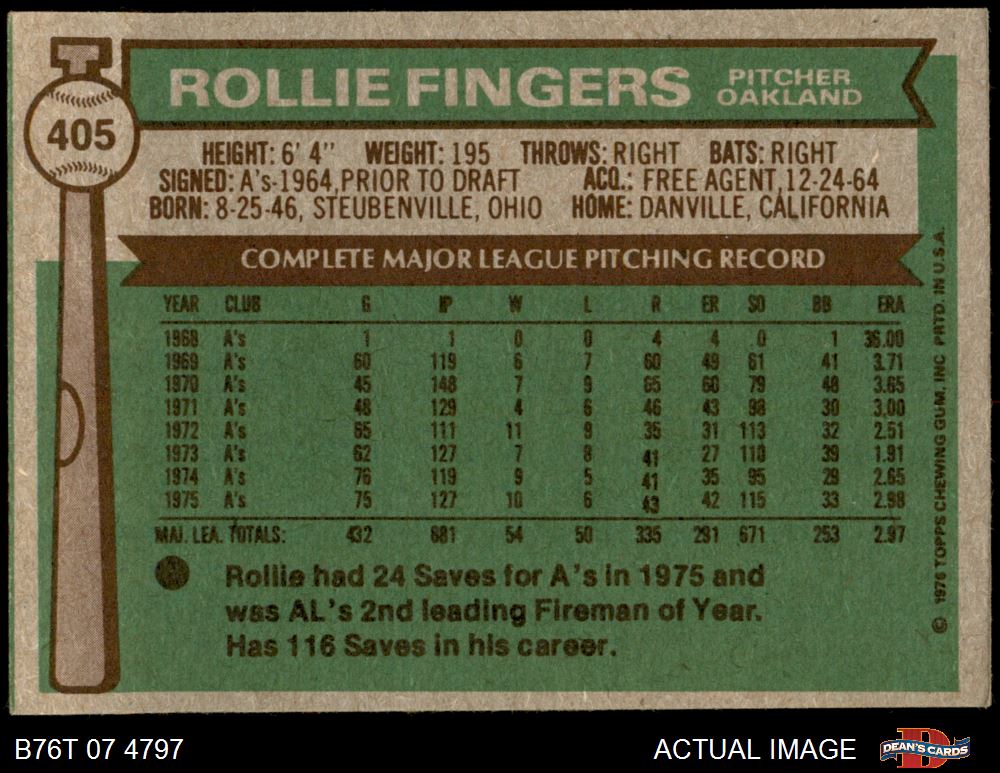 405
ROLLIE FINGERS PITCHER OAKLAND
HEIGHT: 6' 4" WEIGHT: 195 THROWS: RIGHT BATS: RIGHT
SIGNED: A's-1964, PRIOR TO DRAFT ACQ.: FREE AGENT, 12-24-64
BORN: 8-25-46, STEUBENVILLE, OHIO HOME: DANVILLE, CALIFORNIA
COMPLETE MAJOR LEAGUE PITCHING RECORD
YEAR CLUB G IP W L R ER SO BB ERA
1968 A's 1 1 0 0 4 4 0 1 36.00
1969 A's 60 119 6 7 60 49 61 41 3.71
1970 A's 45 148 7 9 65 60 79 48 3.65
1971 A's 48 129 4 6 46 43 98 30 3.00
1972 A's 65 111 11 9 35 31 113 32 2.51
1973 A's 62 127 7 8 41 27 110 39 1.91
1974 A's 76 119 9 5 41 35 95 29 2.65
1975 A's 75 127 10 6 43 42 115 33 2.98
MAJ. LEA. TOTALS: 432 881 54 50 335 291 671 253 2.97
Rollie had 24 Saves for A's in 1975 and
was AL's 2nd leading Fireman of Year.
Has 116 Saves in his career.
© 1976 TOPPS CHEWING GUM, INC PRTD. IN U.S.A.
B76T 07 4797 ACTUAL IMAGE DEAN'S CARDS